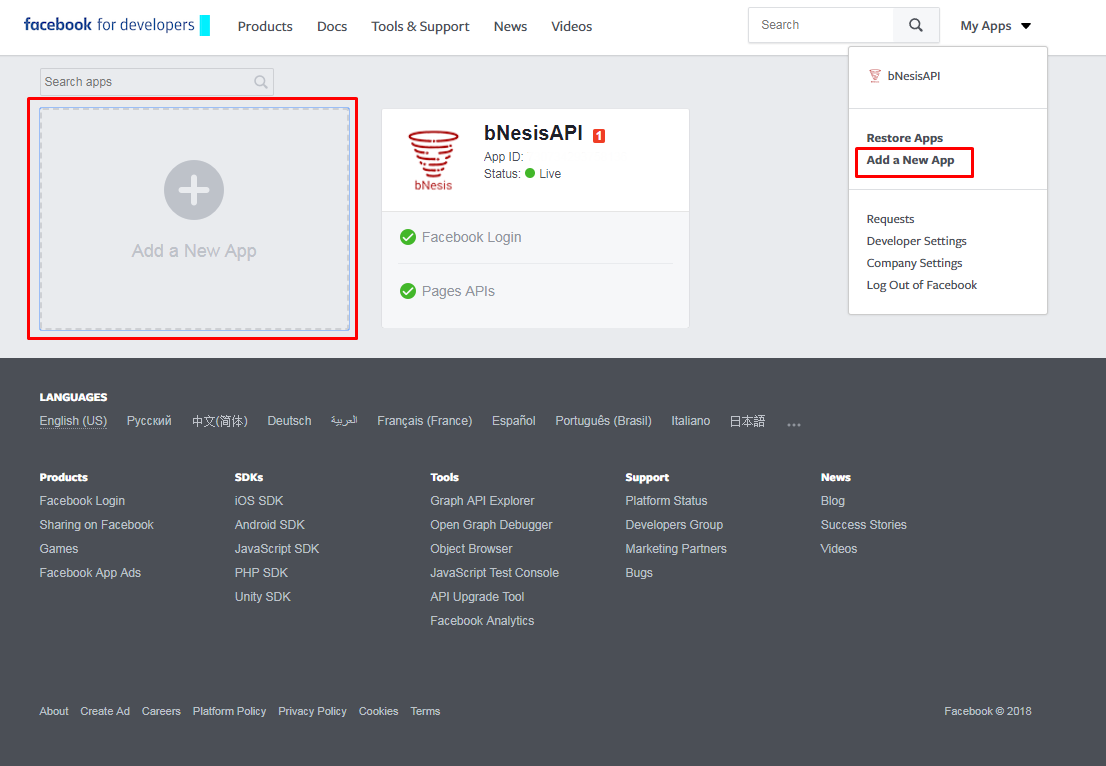 facebook for developers Products Docs Tools & Support News Videos Search My Apps
Search apps
Add a New App
bNesis
bNesisAPI 1
App ID:
Status: Live
Facebook Login
Pages APIs
bNesisAPI
Restore Apps
Add a New App
Requests
Developer Settings
Company Settings
Log Out of Facebook
LANGUAGES
English (US) Русский 中文(简体) Deutsch العربية Français (France) Español Português (Brasil) Italiano 日本語 ...
Products
Facebook Login
Sharing on Facebook
Games
Facebook App Ads
SDKs
iOS SDK
Android SDK
JavaScript SDK
PHP SDK
Unity SDK
Tools
Graph API Explorer
Open Graph Debugger
Object Browser
JavaScript Test Console
API Upgrade Tool
Facebook Analytics
Support
Platform Status
Developers Group
Marketing Partners
Bugs
News
Blog
Success Stories
Videos
About Create Ad Careers Platform Policy Privacy Policy Cookies Terms Facebook © 2018